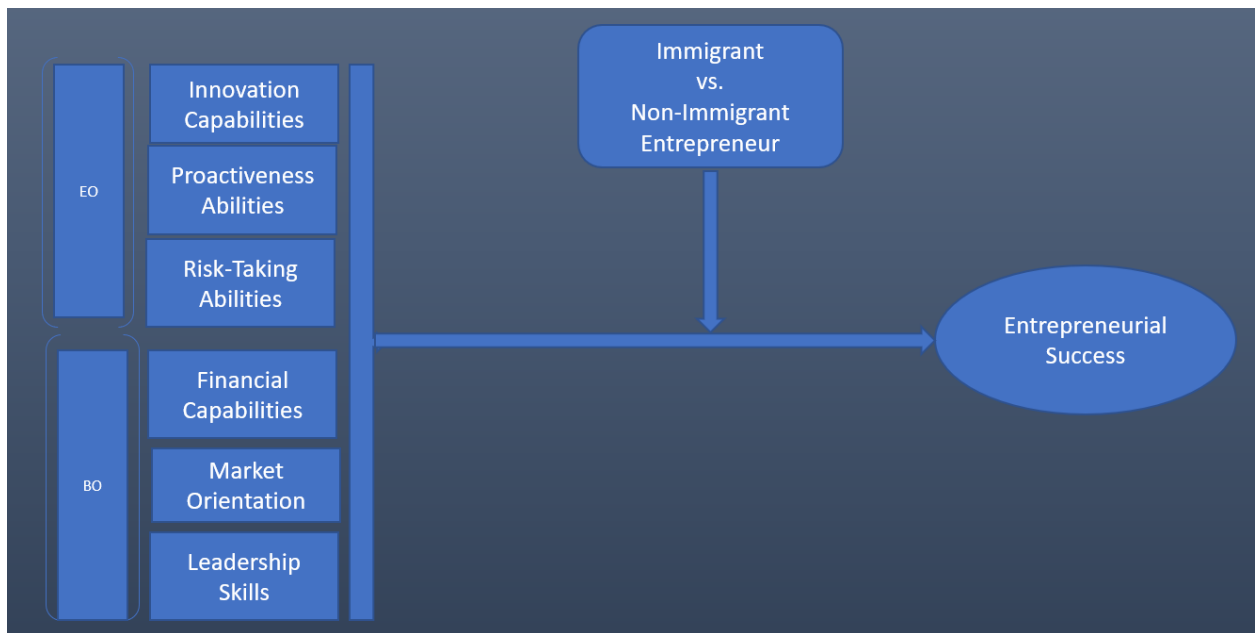 EO
Innovation
Capabilities
Proactiveness
Abilities
Risk-Taking
Abilities
BO
Financial
Capabilities
Market
Orientation
Leadership
Skills
Immigrant
vs.
Non-Immigrant
Entrepreneur
Entrepreneurial
Success